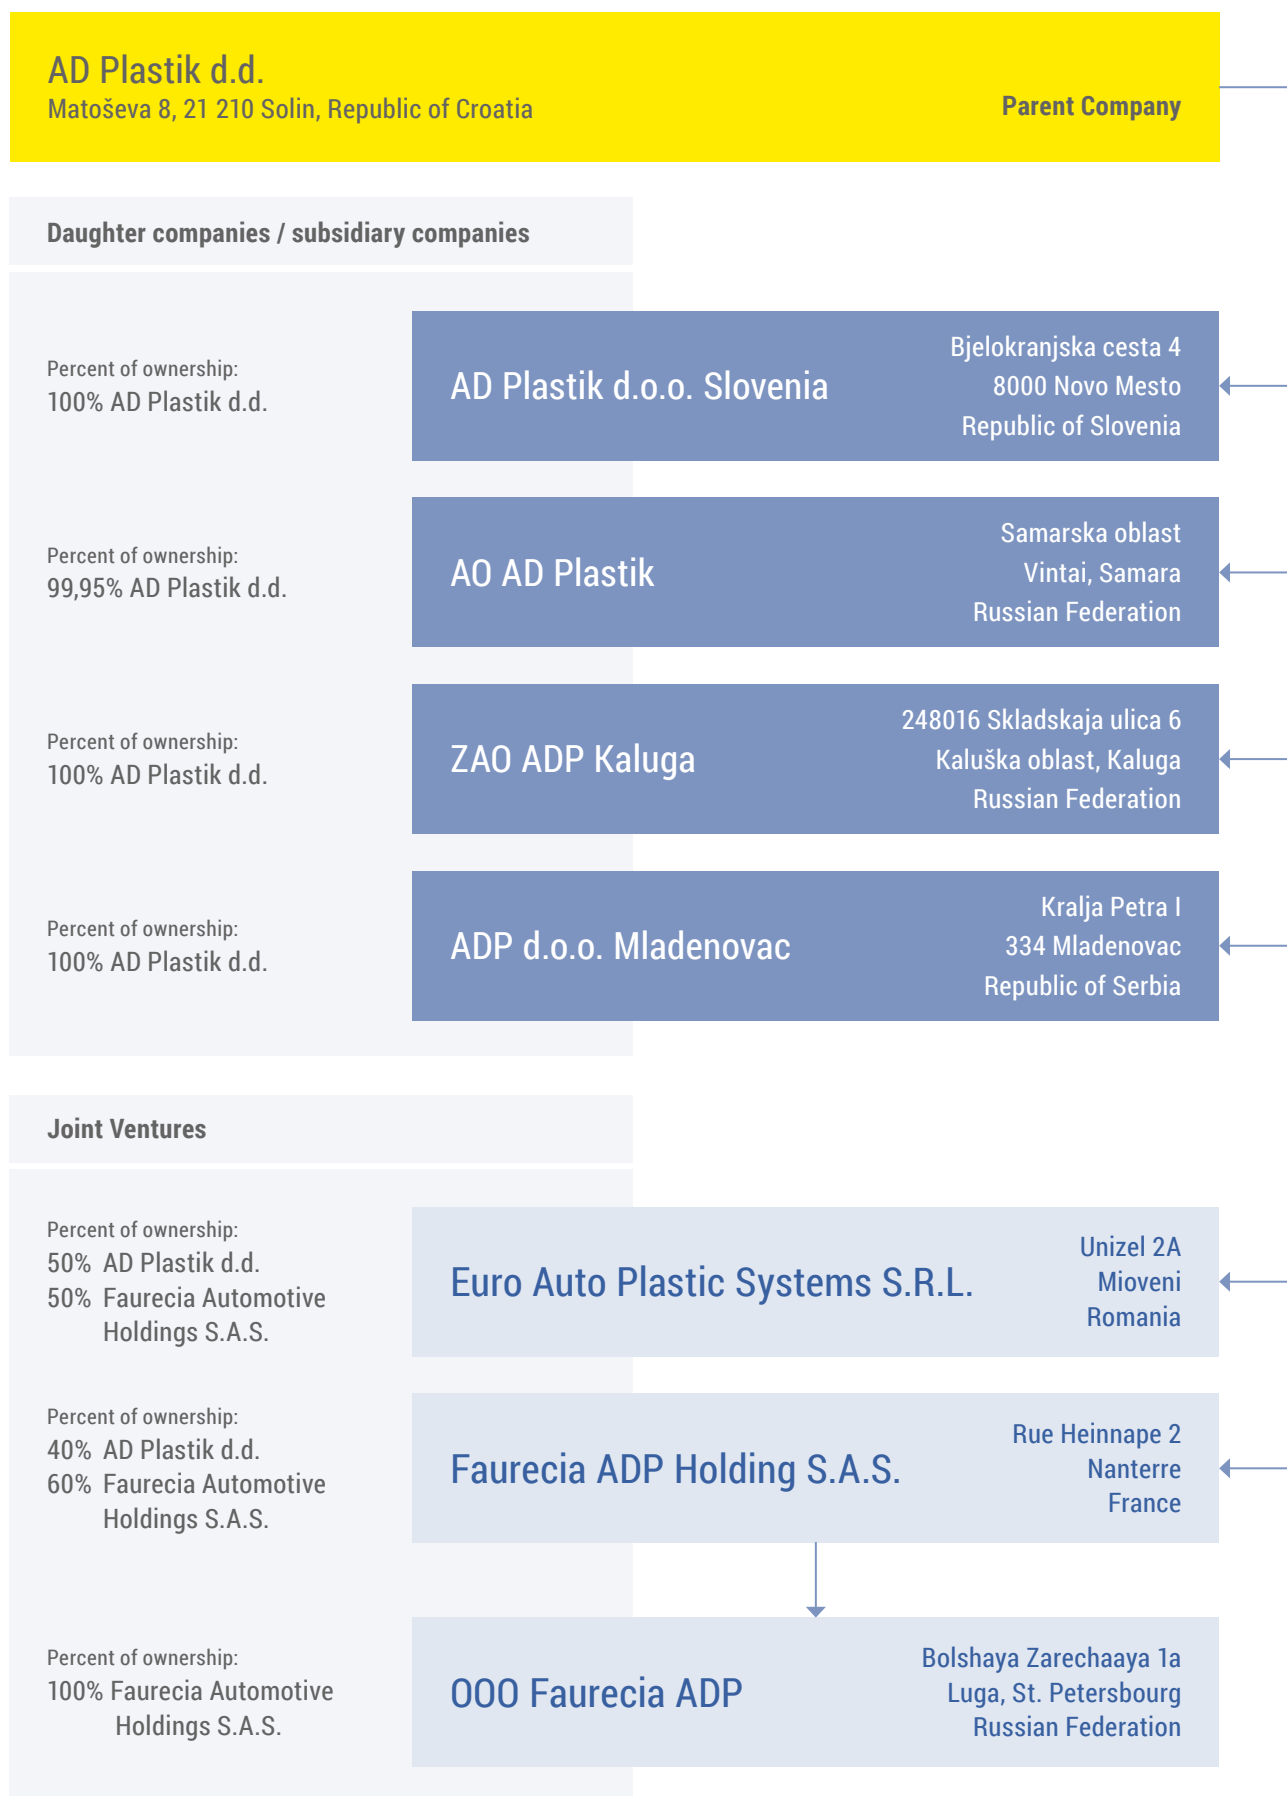 AD Plastik d.d.
Matoševa 8, 21 210 Solin, Republic of Croatia
Parent Company
Daughter companies / subsidiary companies
Percent of ownership:
100% AD Plastik d.d.
AD Plastik d.o.o. Slovenia
Bjelokranjska cesta 4
8000 Novo Mesto
Republic of Slovenia
Percent of ownership:
99,95% AD Plastik d.d.
AO AD Plastik
Samarska oblast
Vintai, Samara
Russian Federation
Percent of ownership:
100% AD Plastik d.d.
ZAO ADP Kaluga
248016 Skladskaja ulica 6
Kaluška oblast, Kaluga
Russian Federation
Percent of ownership:
100% AD Plastik d.d.
ADP d.o.o. Mladenovac
Kralja Petra I
334 Mladenovac
Republic of Serbia
Joint Ventures
Percent of ownership:
50% AD Plastik d.d.
50% Faurecia Automotive
Holdings S.A.S.
Euro Auto Plastic Systems S.R.L.
Unizel 2A
Mioveni
Romania
Percent of ownership:
40% AD Plastik d.d.
60% Faurecia Automotive
Holdings S.A.S.
Faurecia ADP Holding S.A.S.
Rue Heinnape 2
Nanterre
France
Percent of ownership:
100% Faurecia Automotive
Holdings S.A.S.
OOO Faurecia ADP
Bolshaya Zarechaaya 1a
Luga, St. Petersbourg
Russian Federation